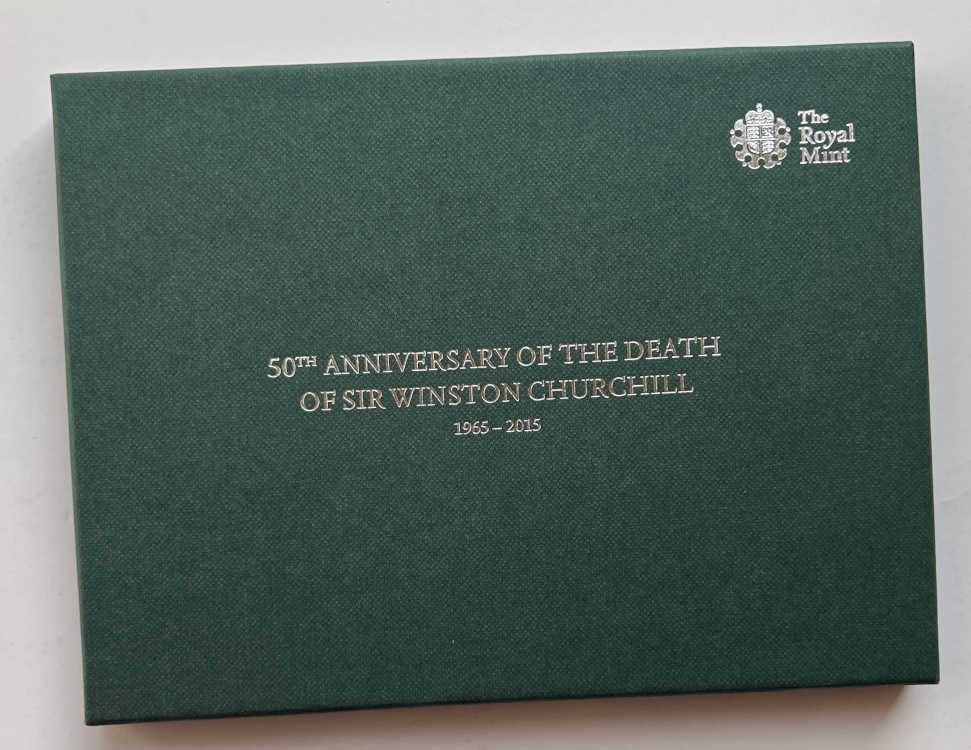 The
Royal
Mint
50TH ANNIVERSARY OF THE DEATH
OF SIR WINSTON CHURCHILL
1965 – 2015